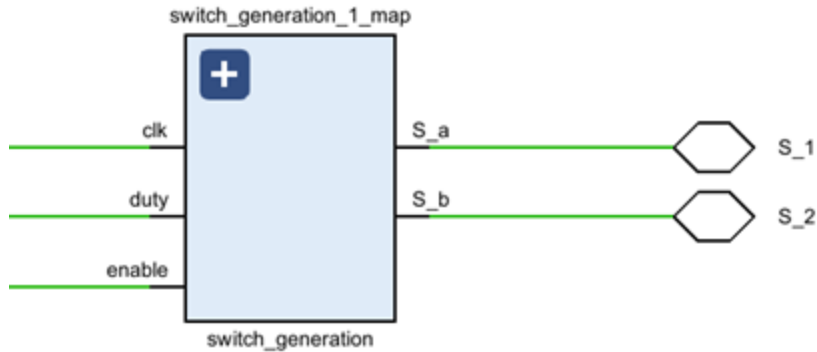 switch_generation_1_map
clk
S_a
S_1
duty
S_b
S_2
enable
switch_generation